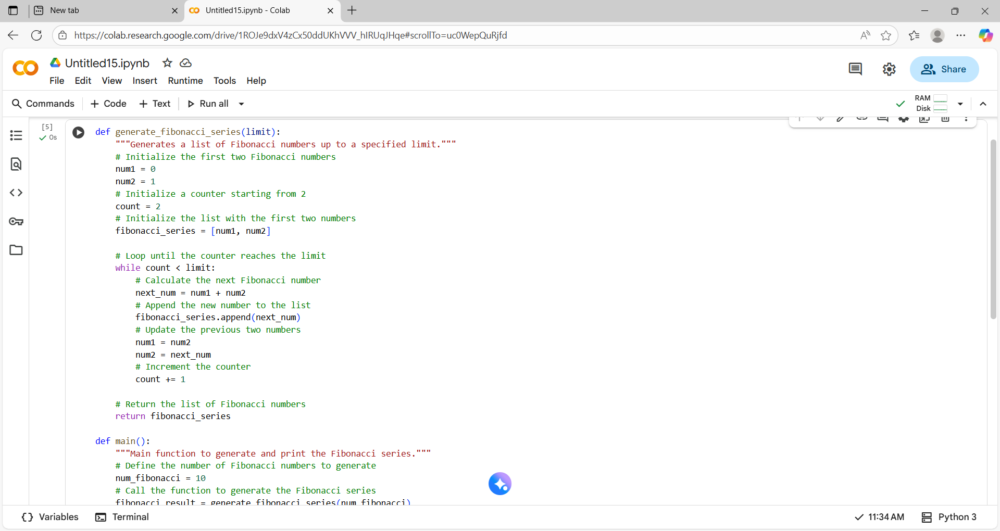 New tab
Untitled15.ipynb - Colab
https://colab.research.google.com/drive/1ROJe9dxV4zCx50ddUKhVVV_hIRUqJHqe#scrollTo=uc0WepQuRjfd
Untitled15.ipynb
File Edit View Insert Runtime Tools Help
Share
Commands + Code + Text Run all
RAM
Disk
[5]
0s
def generate_fibonacci_series(limit):
    """Generates a list of Fibonacci numbers up to a specified limit."""
    # Initialize the first two Fibonacci numbers
    num1 = 0
    num2 = 1
    # Initialize a counter starting from 2
    count = 2
    # Initialize the list with the first two numbers
    fibonacci_series = [num1, num2]
    # Loop until the counter reaches the limit
    while count < limit:
        # Calculate the next Fibonacci number
        next_num = num1 + num2
        # Append the new number to the list
        fibonacci_series.append(next_num)
        # Update the previous two numbers
        num1 = num2
        num2 = next_num
        # Increment the counter
        count += 1
    # Return the list of Fibonacci numbers
    return fibonacci_series
def main():
    """Main function to generate and print the Fibonacci series."""
    # Define the number of Fibonacci numbers to generate
    num_fibonacci = 10
    # Call the function to generate the Fibonacci series
    fibonacci_result = generate_fibonacci_series(num_fibonacci)
{} Variables Terminal
11:34 AM Python 3